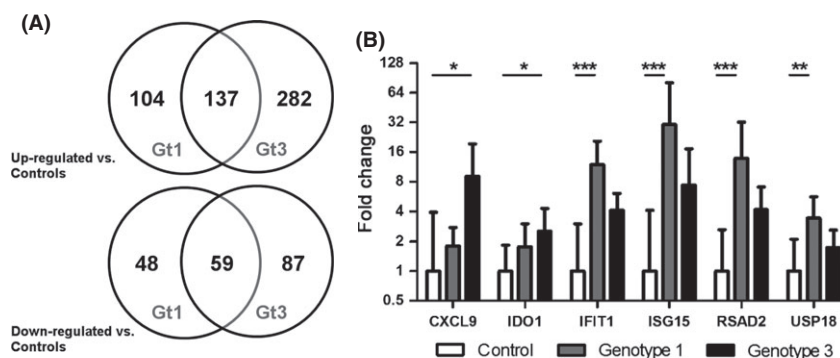 (A)
104 137 282
Gt1 Gt3
Up-regulated vs.
Controls
48 59 87
Gt1 Gt3
Down-regulated vs.
Controls
(B)
Fold change
128
64
32
16
8
4
2
1
0.5
* * *** *** *** **
CXCL9 IDO1 IFIT1 ISG15 RSAD2 USP18
Control Genotype 1 Genotype 3